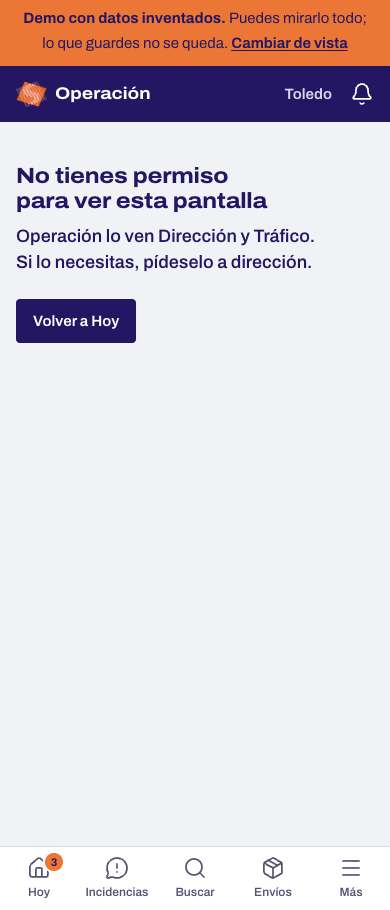 Demo con datos inventados. Puedes mirarlo todo;
lo que guardes no se queda. Cambiar de vista
Operación
Toledo
No tienes permiso
para ver esta pantalla
Operación lo ven Dirección y Tráfico.
Si lo necesitas, pídeselo a dirección.
Volver a Hoy
3
Hoy
Incidencias
Buscar
Envíos
Más